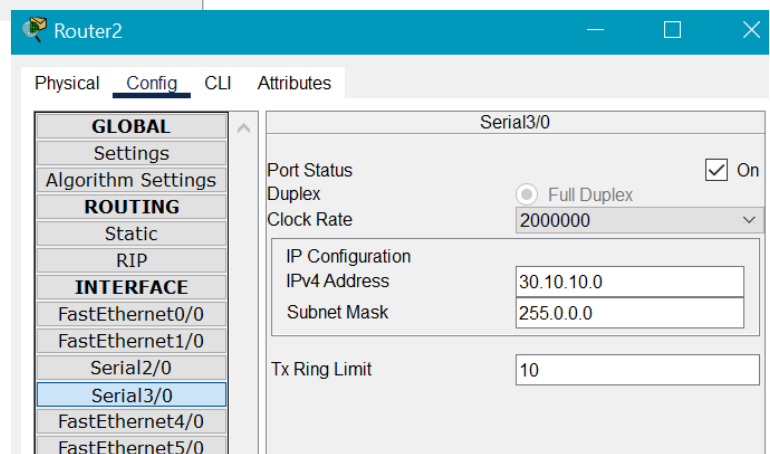 Router2
Physical Config CLI Attributes
GLOBAL
Settings
Algorithm Settings
ROUTING
Static
RIP
INTERFACE
FastEthernet0/0
FastEthernet1/0
Serial2/0
Serial3/0
FastEthernet4/0
FastEthernet5/0
Serial3/0
Port Status On
Duplex Full Duplex
Clock Rate 2000000
IP Configuration
IPv4 Address 30.10.10.0
Subnet Mask 255.0.0.0
Tx Ring Limit 10